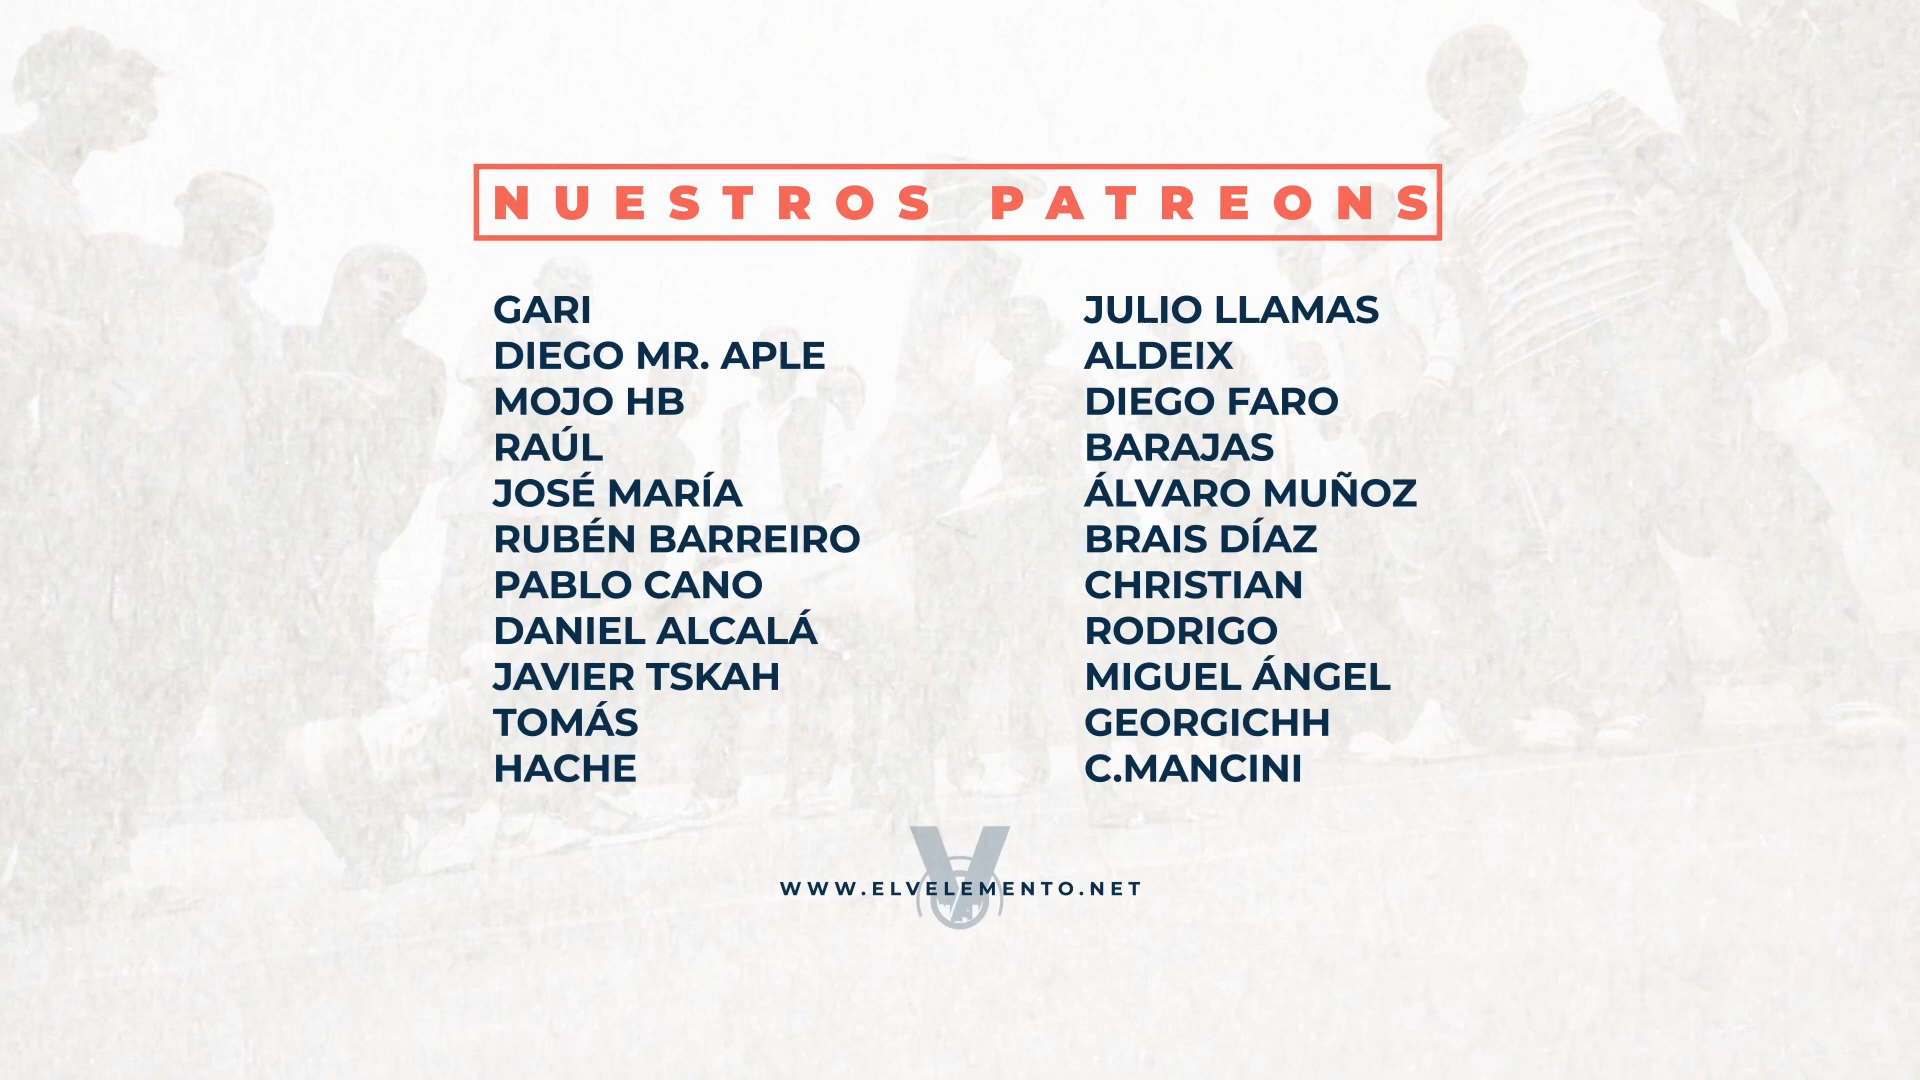 NUESTROS PATREONS
GARI
DIEGO MR. APLE
MOJO HB
RAÚL
JOSÉ MARÍA
RUBÉN BARREIRO
PABLO CANO
DANIEL ALCALÁ
JAVIER TSKAH
TOMÁS
HACHE
JULIO LLAMAS
ALDEIX
DIEGO FARO
BARAJAS
ÁLVARO MUÑOZ
BRAIS DÍAZ
CHRISTIAN
RODRIGO
MIGUEL ÁNGEL
GEORGICHH
C.MANCINI
V
WWW.ELVELEMENTO.NET